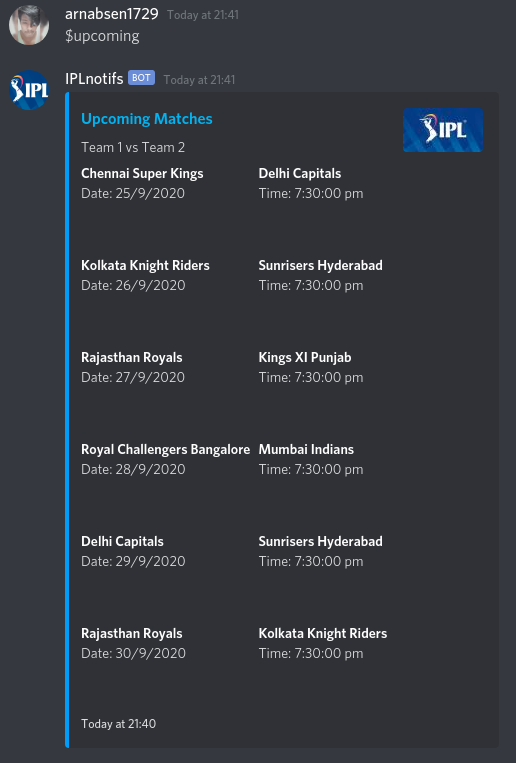 arnabsen1729 Today at 21:41
$upcoming
IPL
IPLnotifs BOT Today at 21:41
Upcoming Matches
IPL
Team 1 vs Team 2
Chennai Super Kings Delhi Capitals
Date: 25/9/2020 Time: 7:30:00 pm
Kolkata Knight Riders Sunrisers Hyderabad
Date: 26/9/2020 Time: 7:30:00 pm
Rajasthan Royals Kings XI Punjab
Date: 27/9/2020 Time: 7:30:00 pm
Royal Challengers Bangalore Mumbai Indians
Date: 28/9/2020 Time: 7:30:00 pm
Delhi Capitals Sunrisers Hyderabad
Date: 29/9/2020 Time: 7:30:00 pm
Rajasthan Royals Kolkata Knight Riders
Date: 30/9/2020 Time: 7:30:00 pm
Today at 21:40